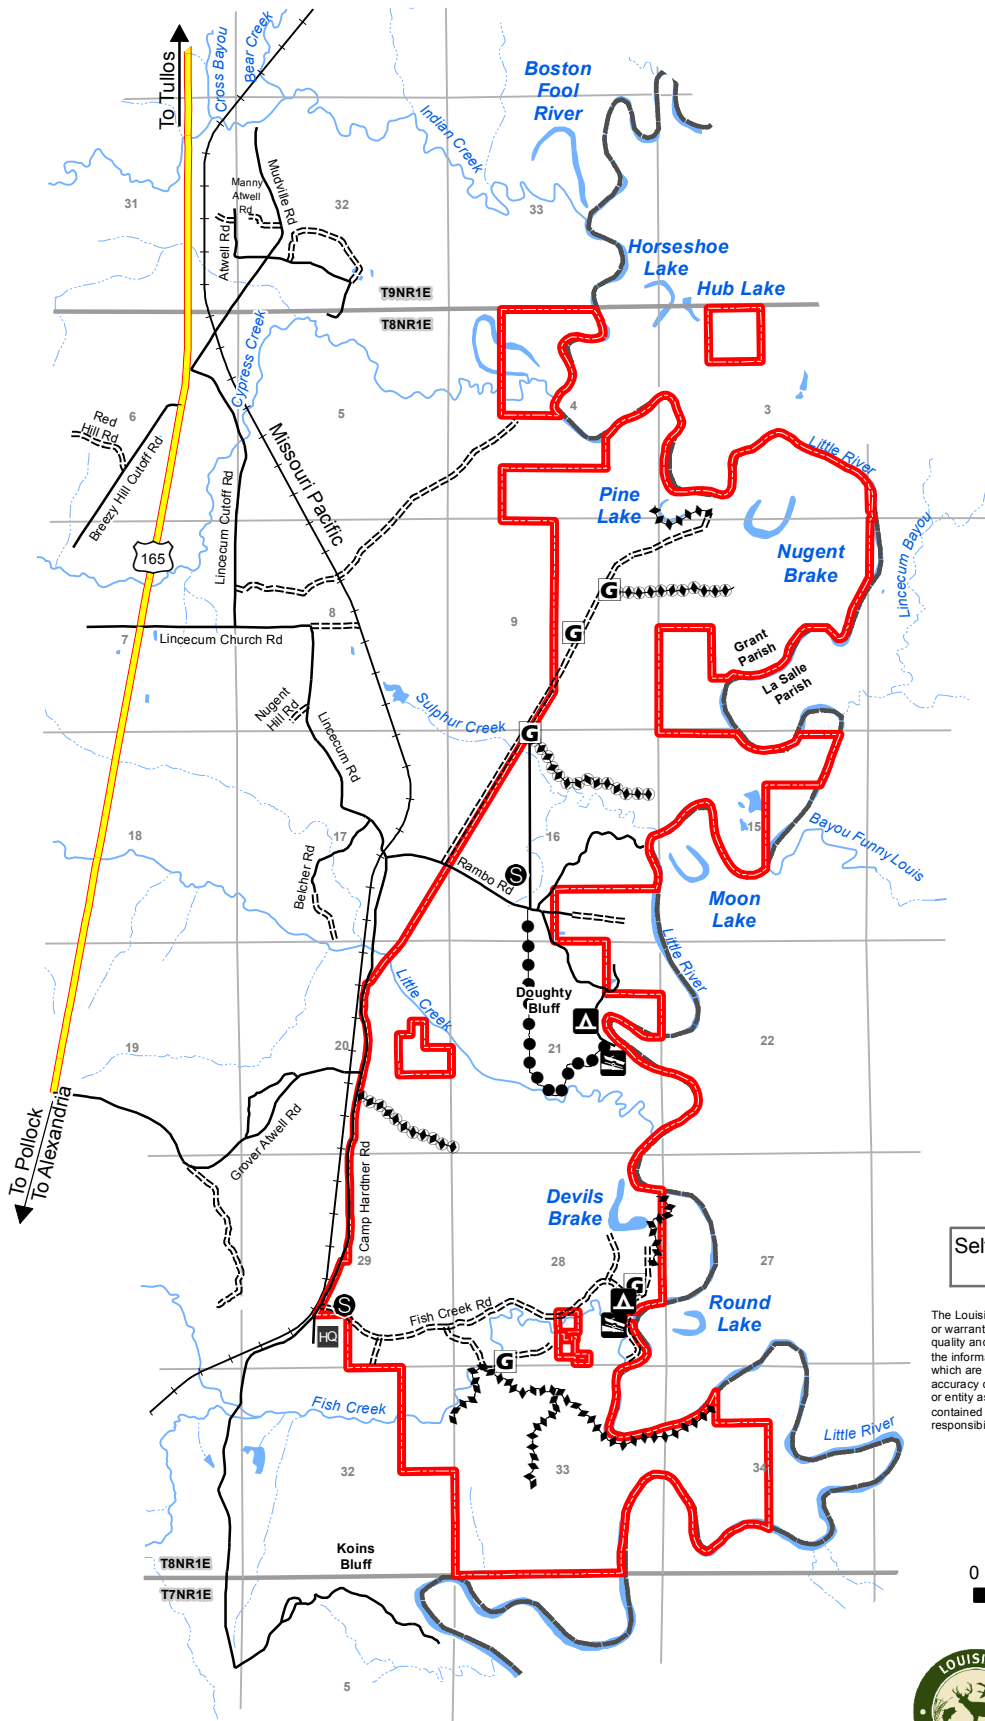 To Tullos
Cross Bayou
Bear Creek
Boston
Fool
River
Indian Creek
31
Manny
Atwell
Rd
Mudville Rd
32
33
Atwell Rd
Horseshoe
Lake
Hub Lake
T9NR1E
T8NR1E
Cypress Creek
6
5
4
3
Red
Hill Rd
Breezy Hill Cutoff Rd
Missouri Pacific
Little River
Lincecum Cutoff Rd
Pine
Lake
Nugent
Brake
Lincecum Bayou
165
G
8
9
7
Lincecum Church Rd
G
Grant
Parish
La Salle
Parish
Nugent
Hill Rd
Lincecum Rd
Sulphur Creek
G
18
17
16
15
Bayou Funny Louis
Belcher Rd
Rambo Rd
S
Moon
Lake
Little River
Little Creek
Doughty
Bluff
19
20
21
22
To Pollock
To Alexandria
Grover Atwell Rd
Camp Hardtner Rd
Devils
Brake
29
28
27
Sel
G
S
Fish Creek Rd
Round
Lake
HQ
G
The Louisi
or warrant
quality and
the informa
which are
accuracy o
or entity as
contained
responsibi
Fish Creek
Little River
32
33
34
Koins
Bluff
T8NR1E
T7NR1E
0
5
LOUISI